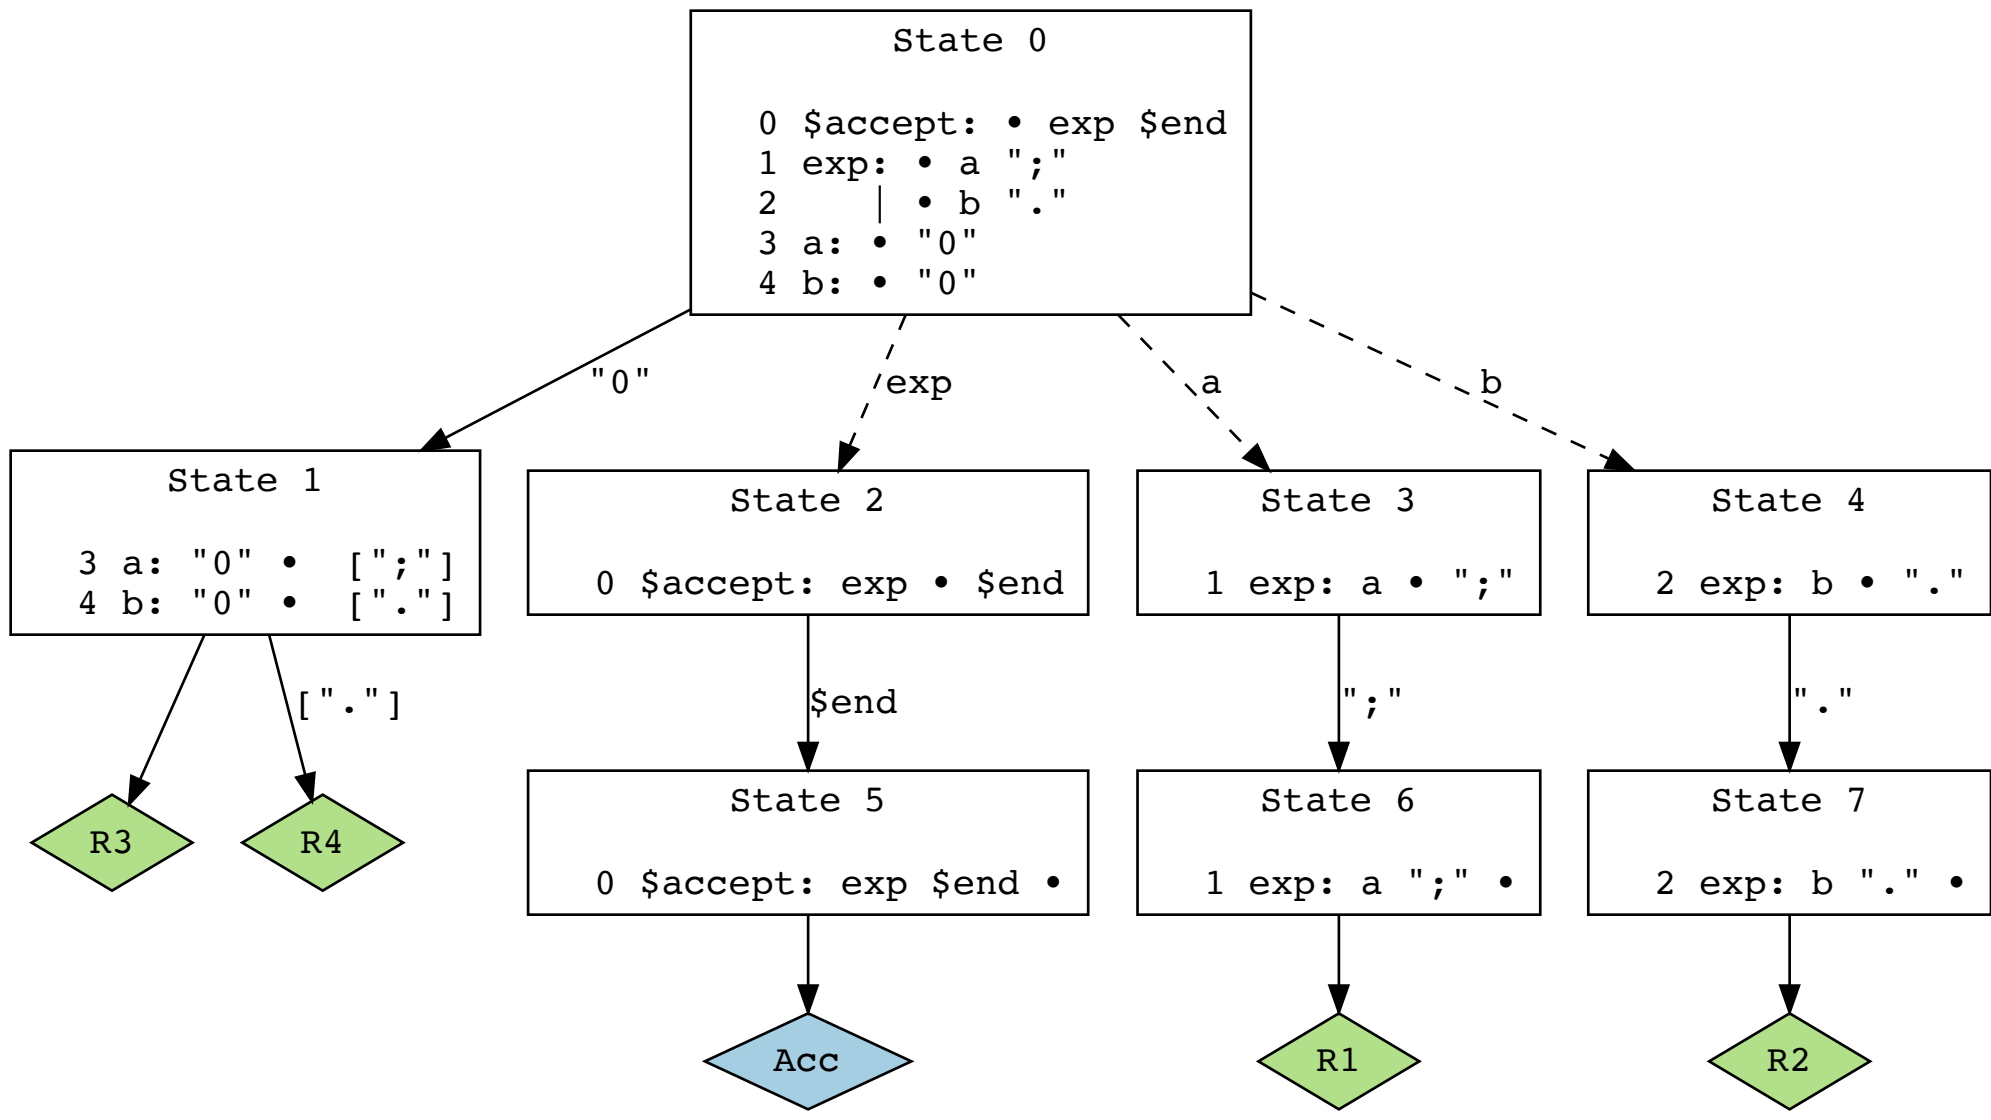 State 0
0 $accept: • exp $end
1 exp: • a ";"
2    | • b "."
3 a: • "0"
4 b: • "0"
"0"
exp
a
b
State 1
3 a: "0" •  [";"]
4 b: "0" •  ["."]
State 2
0 $accept: exp • $end
State 3
1 exp: a • ";"
State 4
2 exp: b • "."
["."]
$end
";"
"."
R3
R4
State 5
0 $accept: exp $end •
State 6
1 exp: a ";" •
State 7
2 exp: b "." •
Acc
R1
R2